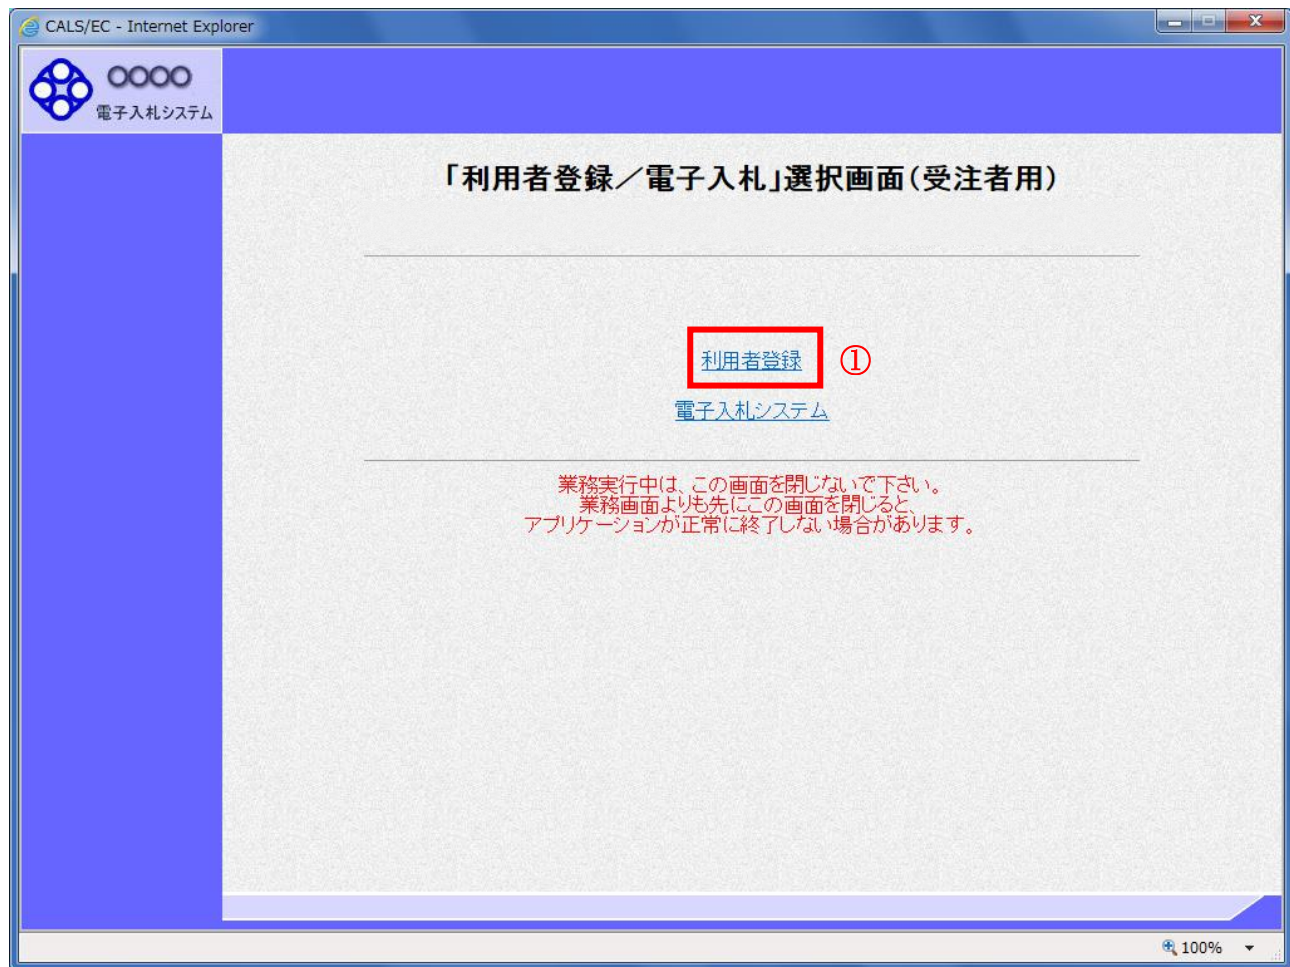 CALS/EC - Internet Explorer
○○○○
電子入札システム
「利用者登録／電子入札」選択画面（受注者用）
利用者登録 ①
電子入札システム
業務実行中は、この画面を閉じないで下さい。
業務画面よりも先にこの画面を閉じると、
アプリケーションが正常に終了しない場合があります。
100%